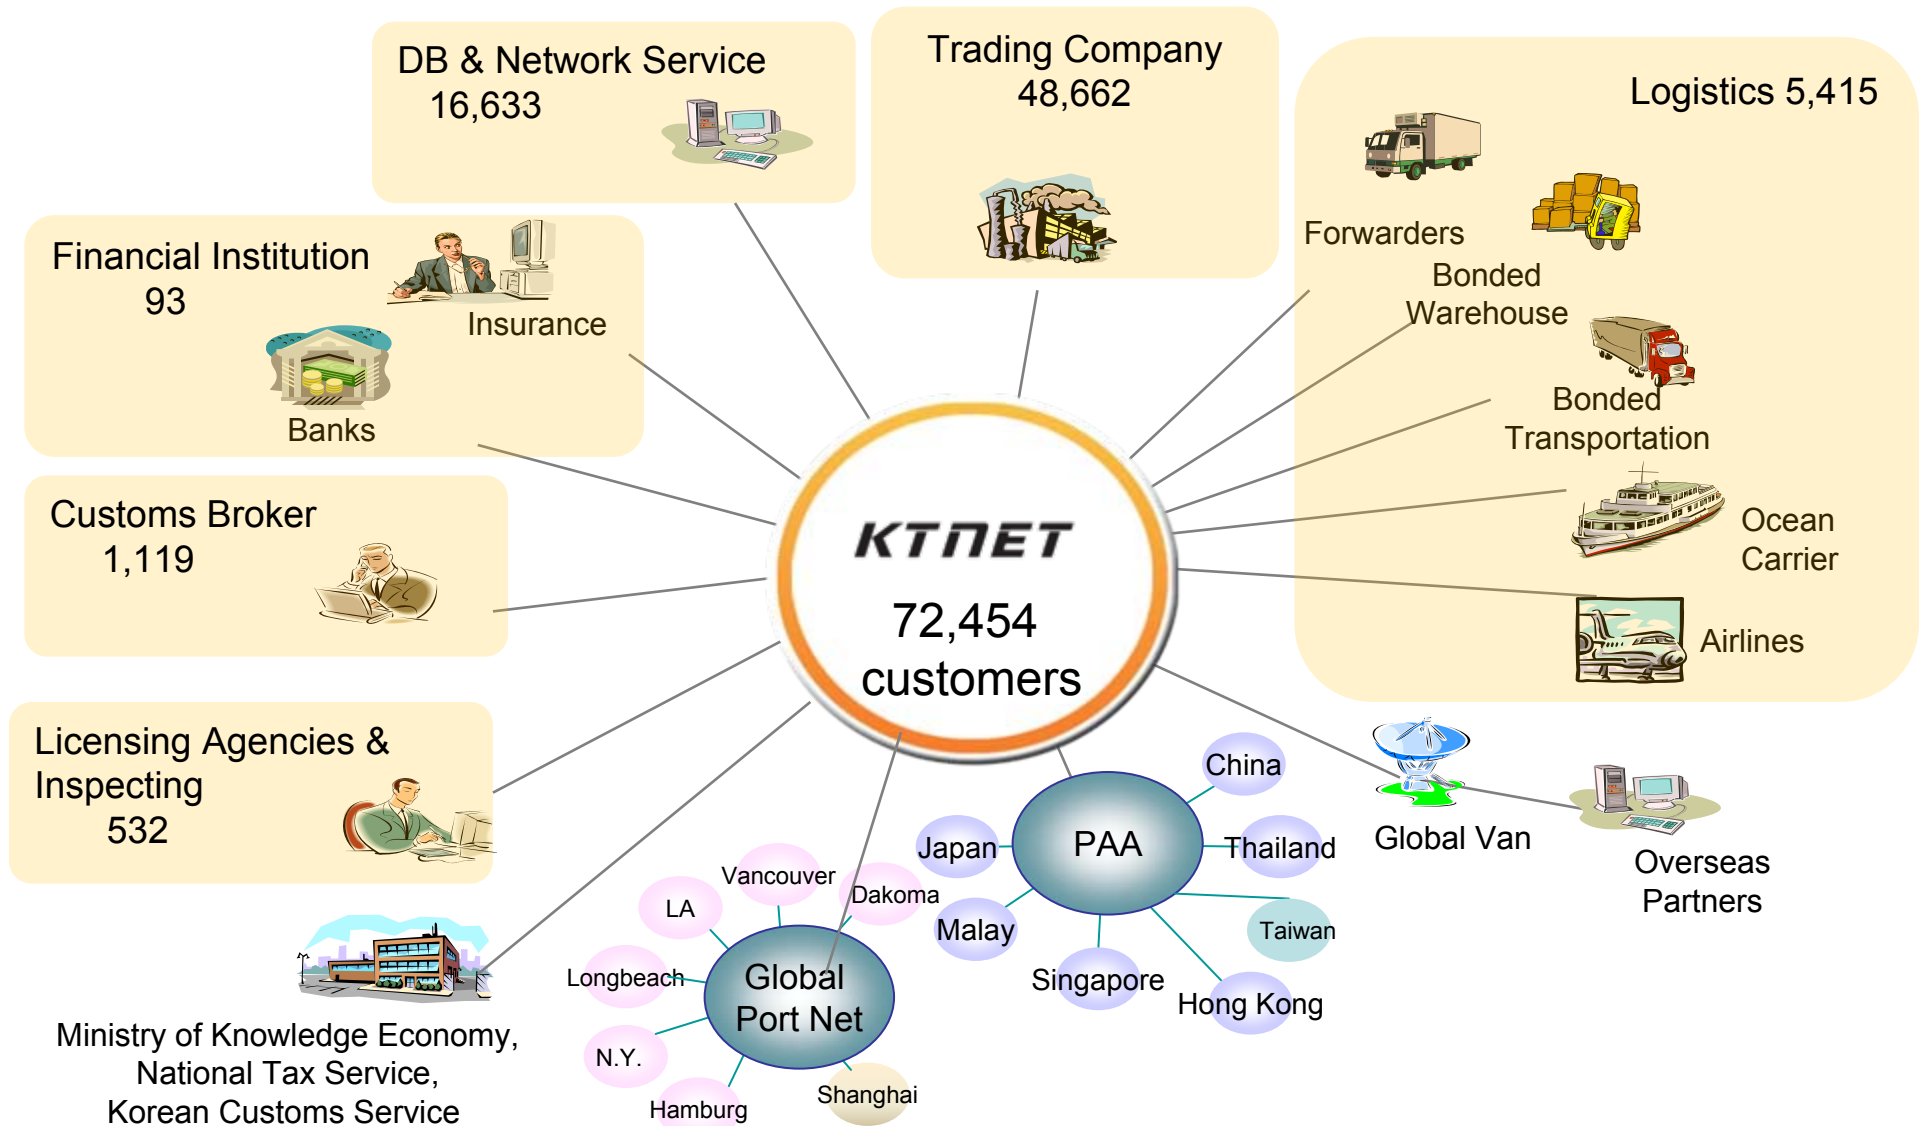 DB & Network Service
16,633
Trading Company
48,662
Logistics 5,415
Forwarders
Bonded
Warehouse
Bonded
Transportation
Ocean
Carrier
Airlines
Financial Institution
93
Insurance
Banks
Customs Broker
1,119
Licensing Agencies &
Inspecting
532
KTNET
72,454
customers
Ministry of Knowledge Economy,
National Tax Service,
Korean Customs Service
Global
Port Net
Vancouver
Dakoma
LA
Longbeach
N.Y.
Hamburg
Shanghai
PAA
China
Japan
Thailand
Malay
Taiwan
Singapore
Hong Kong
Global Van
Overseas
Partners